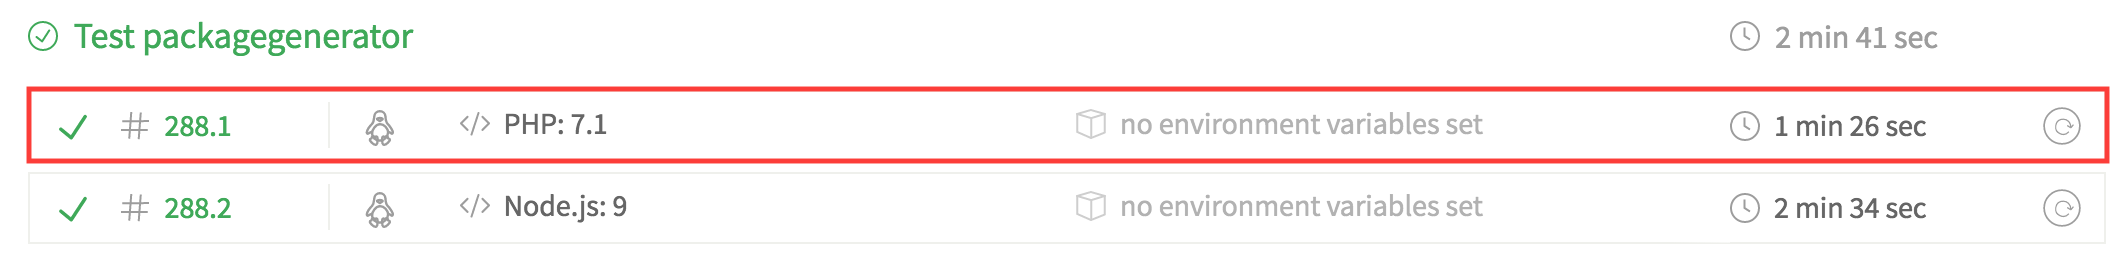 Test packagegenerator 2 min 41 sec
# 288.1 </> PHP: 7.1 no environment variables set 1 min 26 sec
# 288.2 </> Node.js: 9 no environment variables set 2 min 34 sec